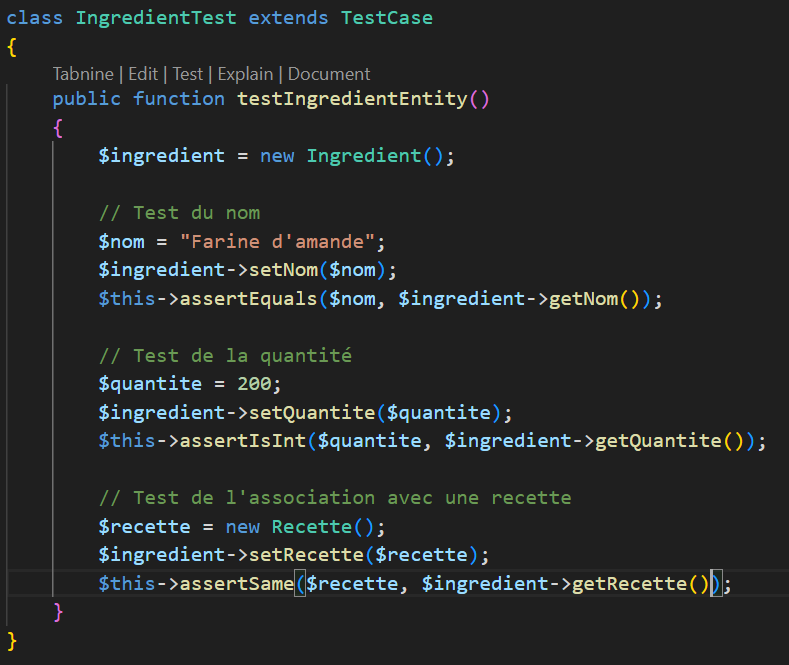 class IngredientTest extends TestCase
{
Tabnine | Edit | Test | Explain | Document
public function testIngredientEntity()
{
$ingredient = new Ingredient();
// Test du nom
$nom = "Farine d'amande";
$ingredient->setNom($nom);
$this->assertEquals($nom, $ingredient->getNom());
// Test de la quantité
$quantite = 200;
$ingredient->setQuantite($quantite);
$this->assertIsInt($quantite, $ingredient->getQuantite());
// Test de l'association avec une recette
$recette = new Recette();
$ingredient->setRecette($recette);
$this->assertSame($recette, $ingredient->getRecette());
}
}